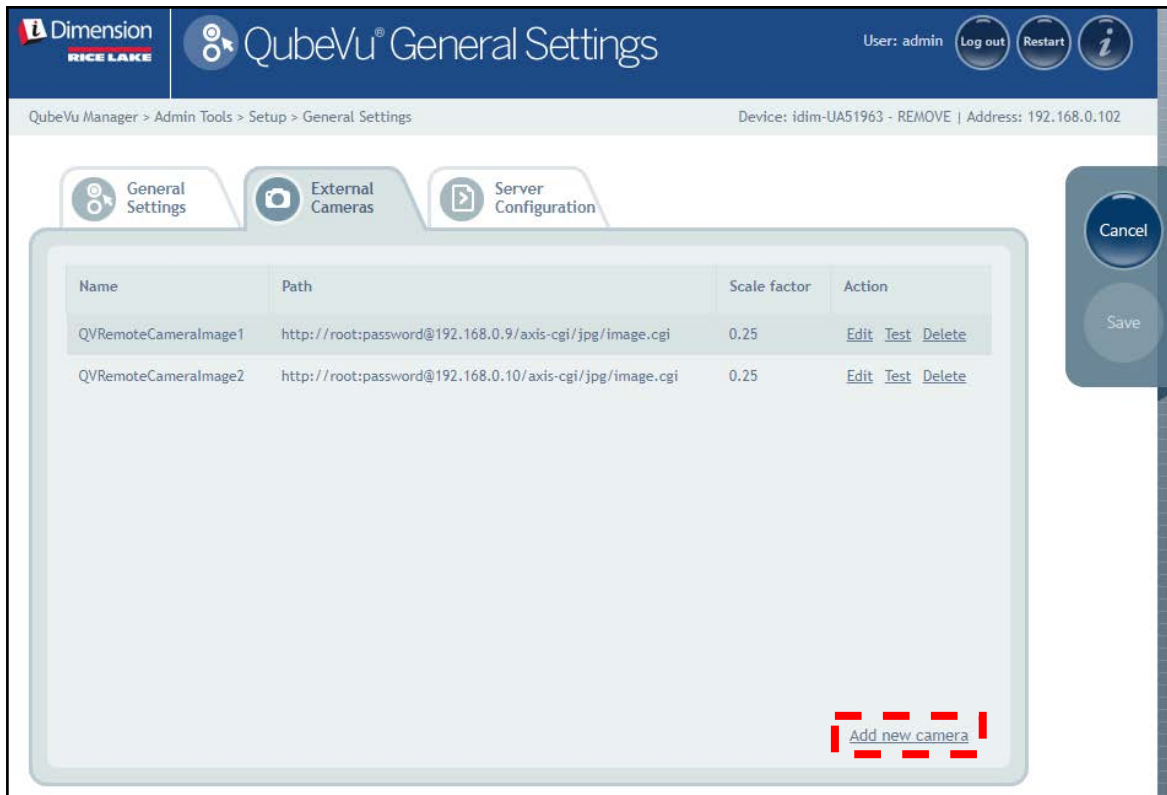 i Dimension
RICE LAKE
QubeVu® General Settings
User: admin
Log out
Restart
i
QubeVu Manager > Admin Tools > Setup > General Settings
Device: idim-UA51963 - REMOVE | Address: 192.168.0.102
General
Settings
External
Cameras
Server
Configuration
Cancel
Save
Name Path Scale factor Action
QVRemoteCameraImage1 http://root:password@192.168.0.9/axis-cgi/jpg/image.cgi 0.25 Edit Test Delete
QVRemoteCameraImage2 http://root:password@192.168.0.10/axis-cgi/jpg/image.cgi 0.25 Edit Test Delete
Add new camera